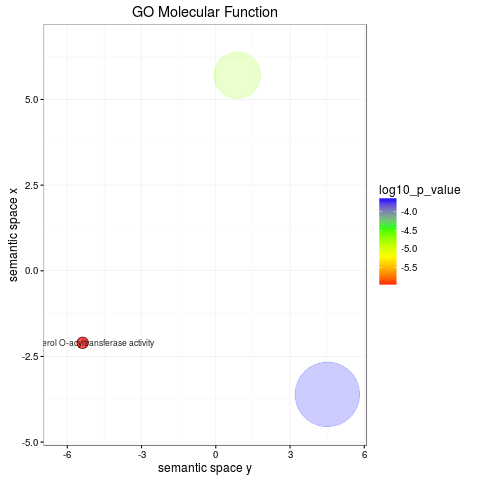 GO Molecular Function
semantic space x
5.0
2.5
0.0
-2.5
-5.0
erol O-acyltransferase activity
-6
-3
0
3
6
semantic space y
log10_p_value
-4.0
-4.5
-5.0
-5.5